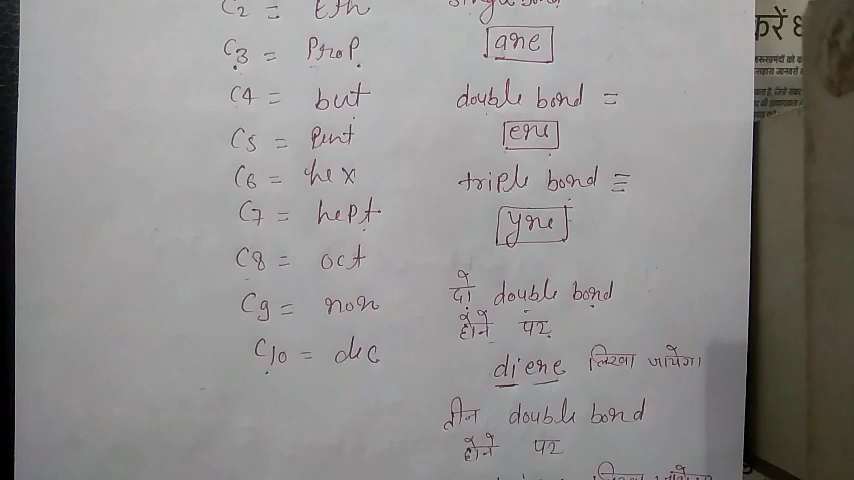 C2 = Eth
C3 = Prop
C4 = but
C5 = Pent
C6 = hex
C7 = hept
C8 = oct
C9 = non
C10 = dec
ane
double bond =
ene
triple bond ≡
yne
दो double bond
होने पर
diene लिखा जायेगा
तीन double bond
होने पर
करें